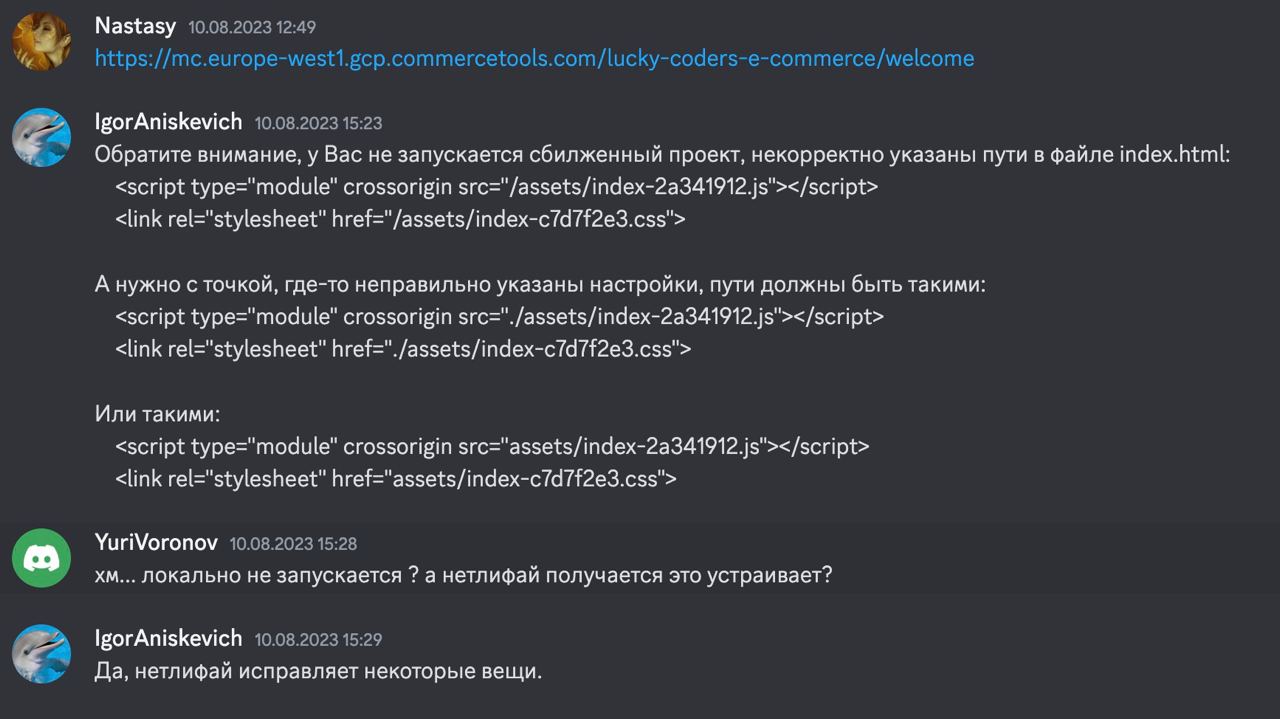 Nastasy 10.08.2023 12:49
https://mc.europe-west1.gcp.commercetools.com/lucky-coders-e-commerce/welcome
IgorAniskevich 10.08.2023 15:23
Обратите внимание, у Вас не запускается сбилженный проект, некорректно указаны пути в файле index.html:
<script type="module" crossorigin src="/assets/index-2a341912.js"></script>
<link rel="stylesheet" href="/assets/index-c7d7f2e3.css">
А нужно с точкой, где-то неправильно указаны настройки, пути должны быть такими:
<script type="module" crossorigin src="./assets/index-2a341912.js"></script>
<link rel="stylesheet" href="./assets/index-c7d7f2e3.css">
Или такими:
<script type="module" crossorigin src="assets/index-2a341912.js"></script>
<link rel="stylesheet" href="assets/index-c7d7f2e3.css">
YuriVoronov 10.08.2023 15:28
хм... локально не запускается ? а нетлифай получается это устраивает?
IgorAniskevich 10.08.2023 15:29
Да, нетлифай исправляет некоторые вещи.